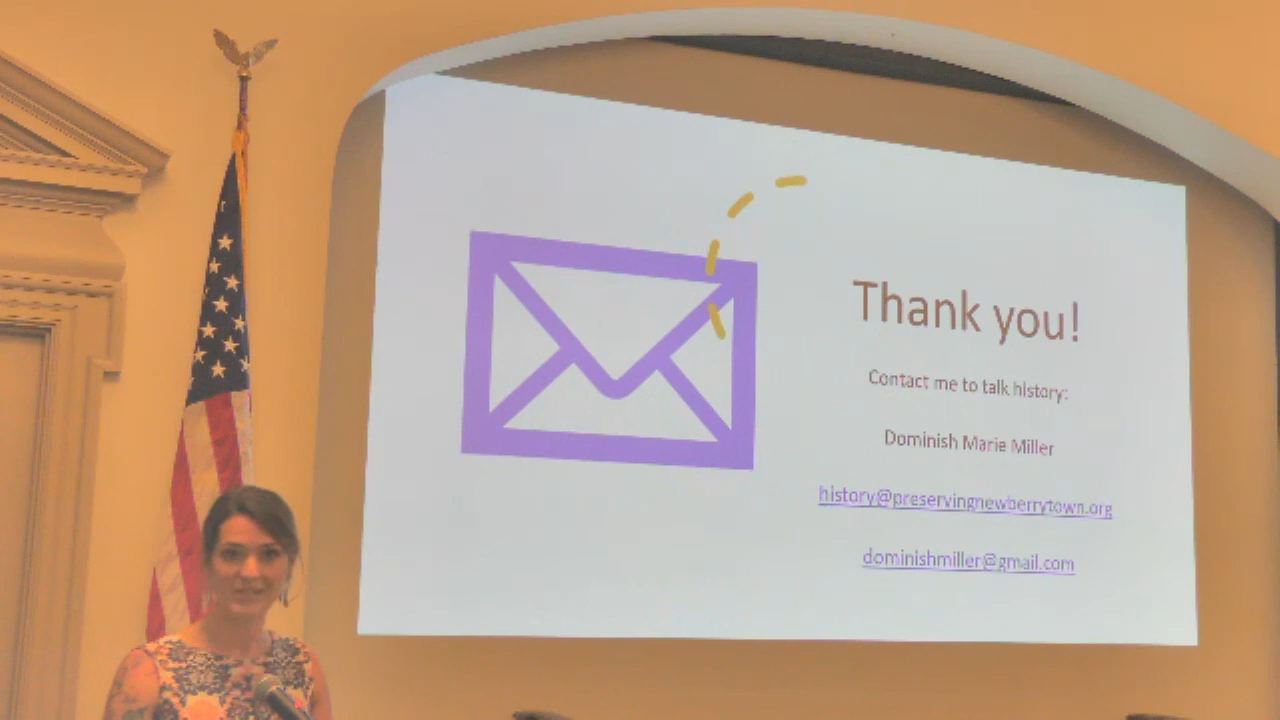 Thank you!
Contact me to talk history:
Dominish Marie Miller
history@preservingnewberrytown.org
dominishmiller@gmail.com